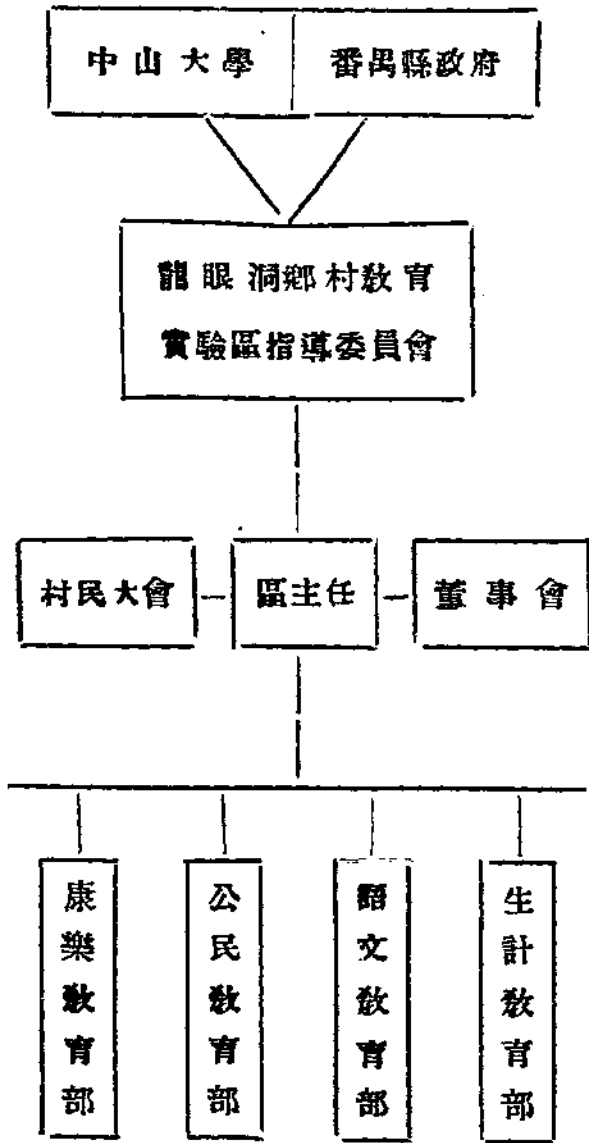 中山大學
番禺縣政府
龍眼洞鄉村教育
實驗區指導委員會
村民大會
區主任
董事會
康樂教育部
公民教育部
語文教育部
生計教育部